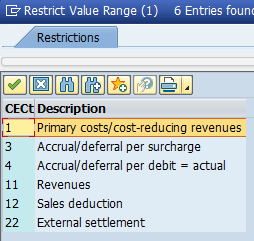 Restrict Value Range (1) 6 Entries foun
Restrictions
CECt Description
1 Primary costs/cost-reducing revenues
3 Accrual/deferral per surcharge
4 Accrual/deferral per debit = actual
11 Revenues
12 Sales deduction
22 External settlement